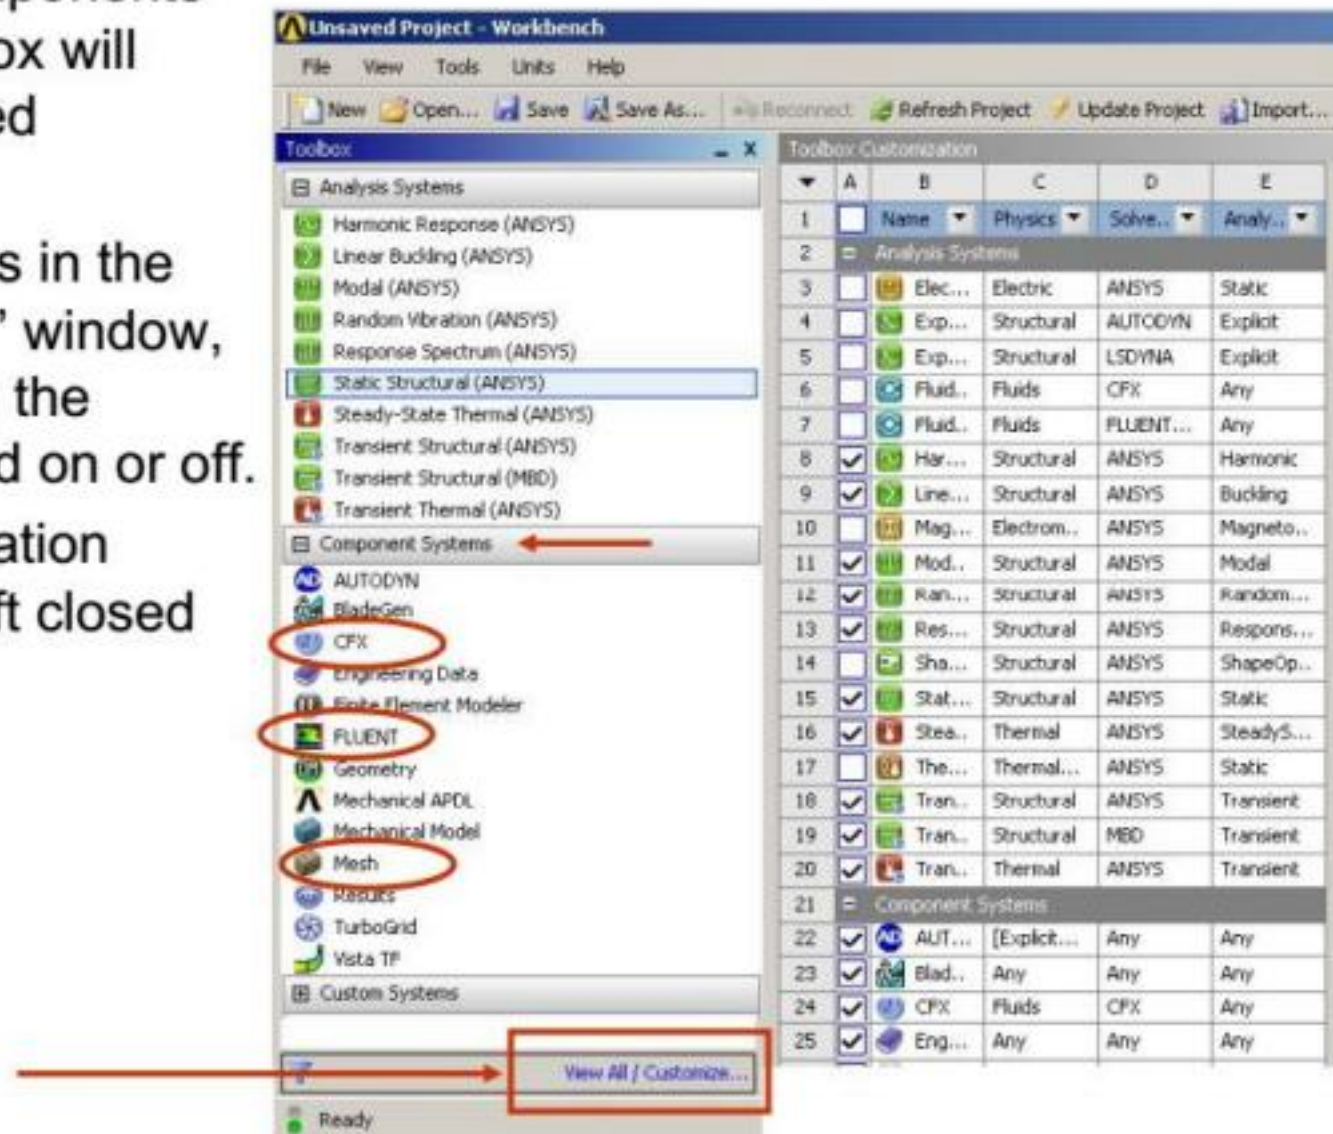 ponents
ox will
ed
s in the
" window,
the
d on or off.
ation
ft closed
Unsaved Project - Workbench
File View Tools Units Help
New Open... Save Save As... Reconnect Refresh Project Update Project Import...
Toolbox
Analysis Systems
Harmonic Response (ANSYS)
Linear Buckling (ANSYS)
Modal (ANSYS)
Random Vibration (ANSYS)
Response Spectrum (ANSYS)
Static Structural (ANSYS)
Steady-State Thermal (ANSYS)
Transient Structural (ANSYS)
Transient Structural (MBD)
Transient Thermal (ANSYS)
Component Systems
AUTODYN
BladeGen
CFX
Engineering Data
Finite Element Modeler
FLUENT
Geometry
Mechanical APDL
Mechanical Model
Mesh
Results
TurboGrid
Vista TF
Custom Systems
View All / Customize...
Ready
Toolbox Customization
A B C D E
1 Name Physics Solve... Analy...
2 Analysis Systems
3 Elec... Electric ANSYS Static
4 Exp... Structural AUTODYN Explicit
5 Exp... Structural LSDYNA Explicit
6 Fluid.. Fluids CFX Any
7 Fluid.. Fluids FLUENT... Any
8 Har... Structural ANSYS Harmonic
9 Line... Structural ANSYS Buckling
10 Mag... Electrom.. ANSYS Magneto..
11 Mod.. Structural ANSYS Modal
12 Ran... Structural ANSYS Random...
13 Res... Structural ANSYS Respons...
14 Sha... Structural ANSYS ShapeOp..
15 Stat... Structural ANSYS Static
16 Stea.. Thermal ANSYS SteadyS...
17 The... Thermal... ANSYS Static
18 Tran.. Structural ANSYS Transient
19 Tran.. Structural MBD Transient
20 Tran.. Thermal ANSYS Transient
21 Component Systems
22 AD AUT... [Explicit... Any Any
23 Blad.. Any Any Any
24 CFX Fluids CFX Any
25 Eng... Any Any Any